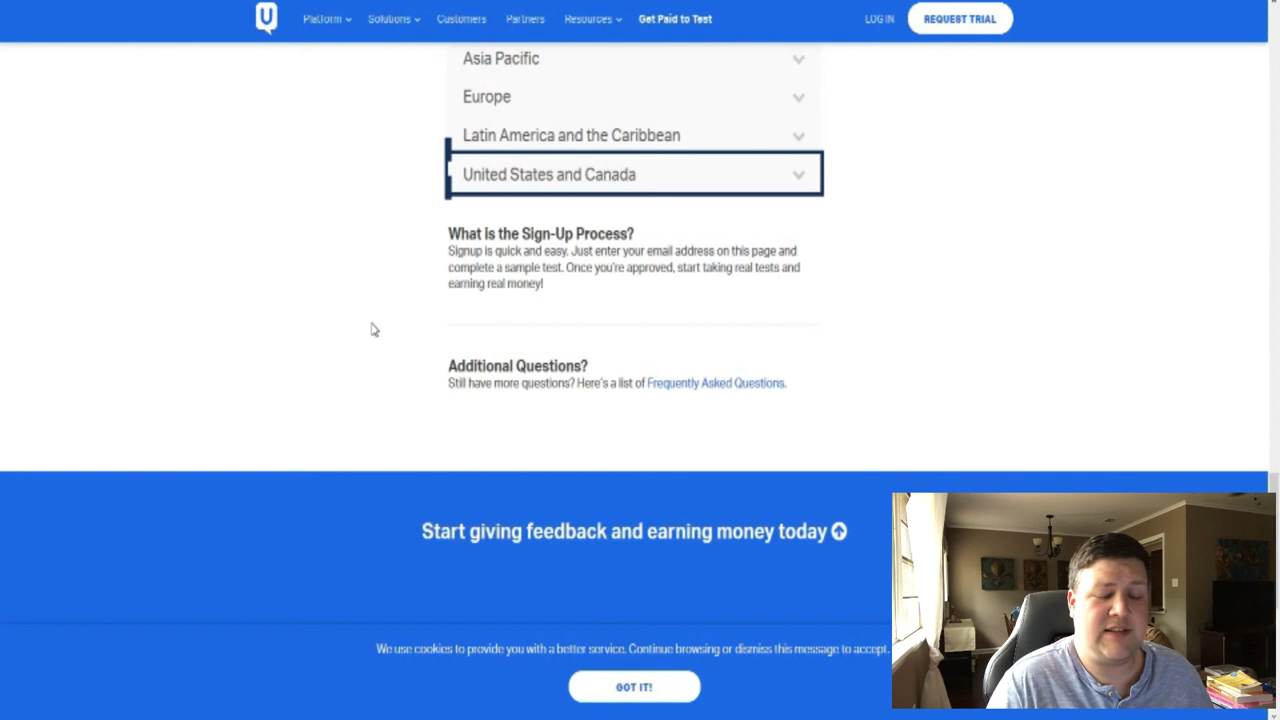 U
Platform Solutions Customers Partners Resources Get Paid to Test LOG IN REQUEST TRIAL
Asia Pacific
Europe
Latin America and the Caribbean
United States and Canada
What is the Sign-Up Process?
Signup is quick and easy. Just enter your email address on this page and
complete a sample test. Once you're approved, start taking real tests and
earning real money!
Additional Questions?
Still have more questions? Here's a list of Frequently Asked Questions.
Start giving feedback and earning money today
We use cookies to provide you with a better service. Continue browsing or dismiss this message to accept.
GOT IT!